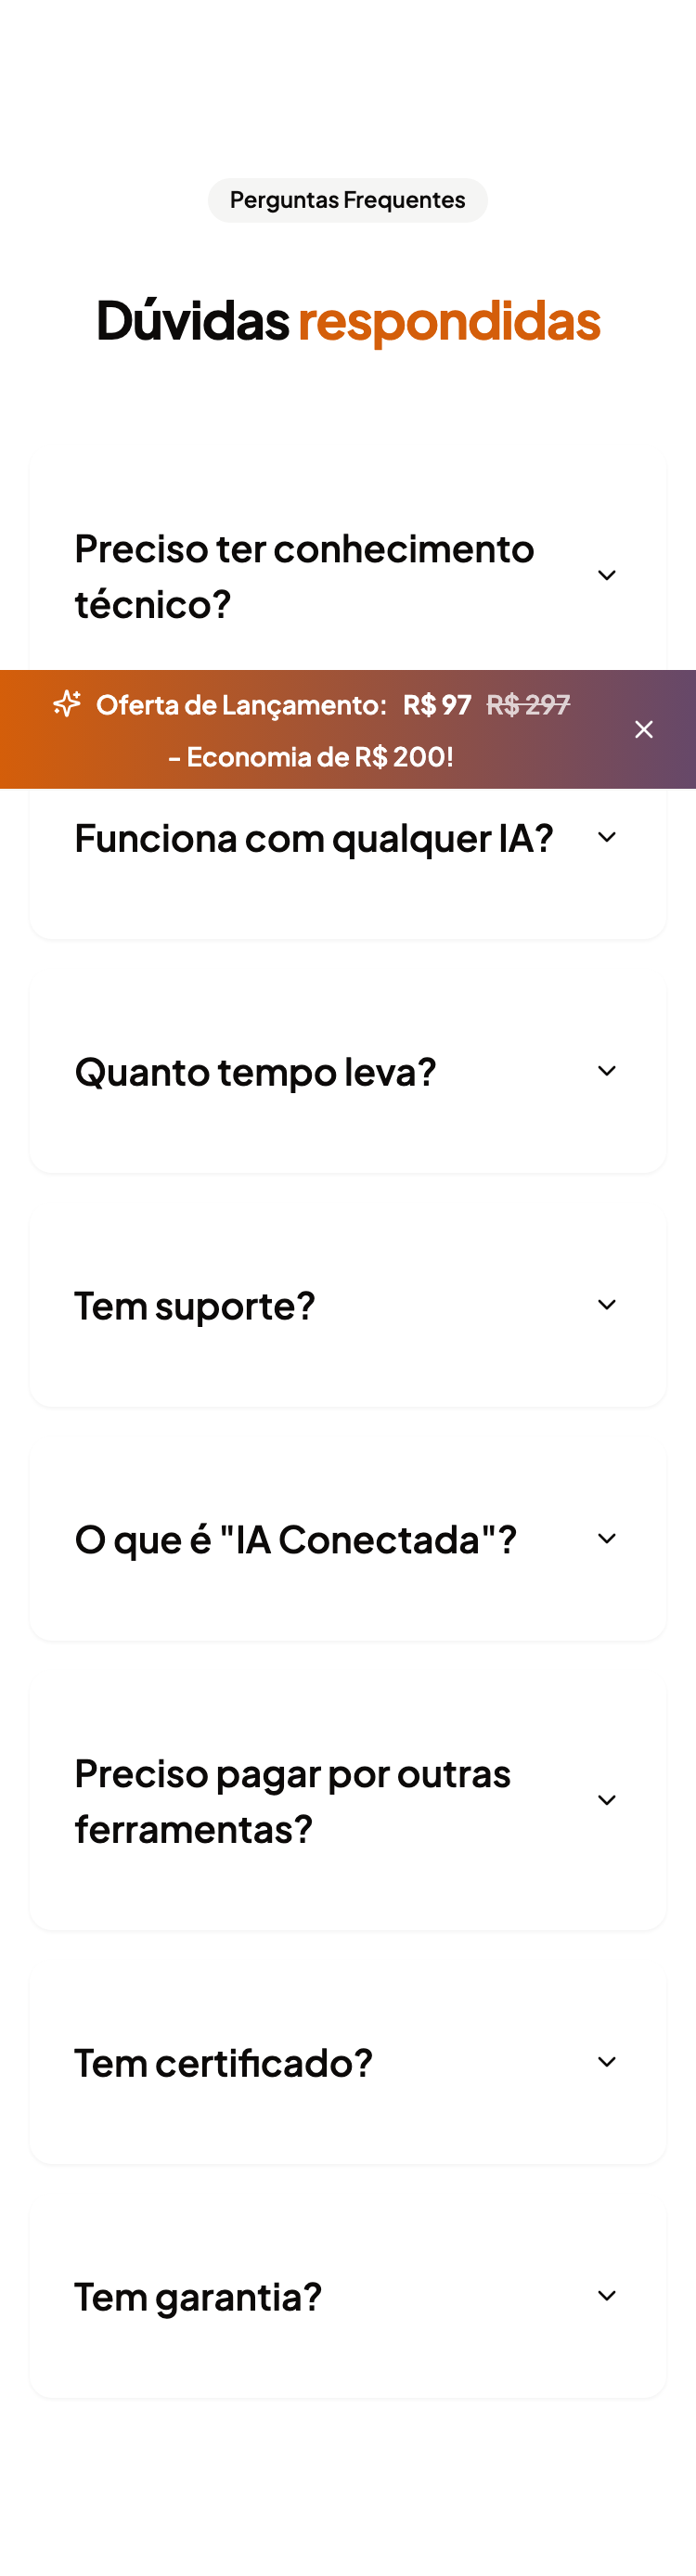 Perguntas Frequentes
Dúvidas respondidas
Preciso ter conhecimento
técnico?
Oferta de Lançamento: R$ 97 R$ 297
- Economia de R$ 200!
Funciona com qualquer IA?
Quanto tempo leva?
Tem suporte?
O que é "IA Conectada"?
Preciso pagar por outras
ferramentas?
Tem certificado?
Tem garantia?